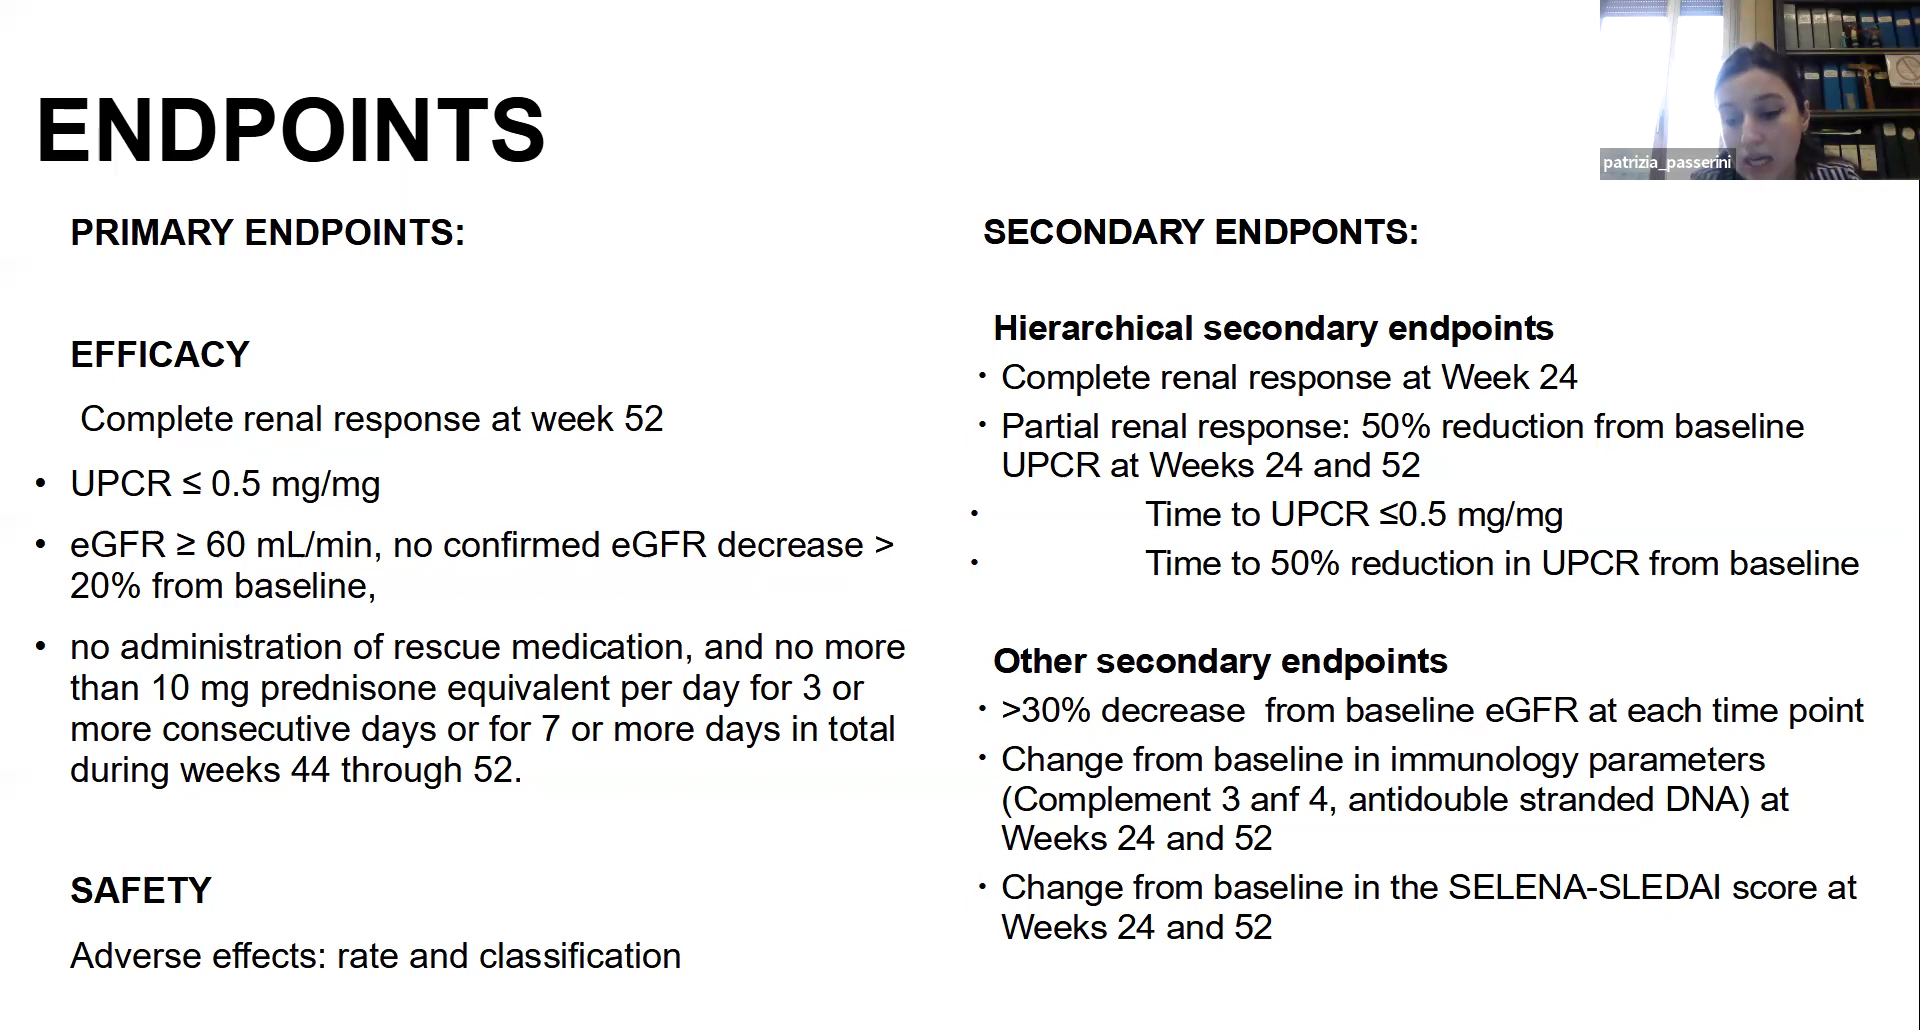 ENDPOINTS
patrizia_passerini
PRIMARY ENDPOINTS:
EFFICACY
Complete renal response at week 52
• UPCR ≤ 0.5 mg/mg
• eGFR ≥ 60 mL/min, no confirmed eGFR decrease >
20% from baseline,
• no administration of rescue medication, and no more
than 10 mg prednisone equivalent per day for 3 or
more consecutive days or for 7 or more days in total
during weeks 44 through 52.
SAFETY
Adverse effects: rate and classification
SECONDARY ENDPONTS:
Hierarchical secondary endpoints
• Complete renal response at Week 24
• Partial renal response: 50% reduction from baseline
UPCR at Weeks 24 and 52
• Time to UPCR ≤0.5 mg/mg
• Time to 50% reduction in UPCR from baseline
Other secondary endpoints
• >30% decrease  from baseline eGFR at each time point
• Change from baseline in immunology parameters
(Complement 3 anf 4, antidouble stranded DNA) at
Weeks 24 and 52
• Change from baseline in the SELENA-SLEDAI score at
Weeks 24 and 52